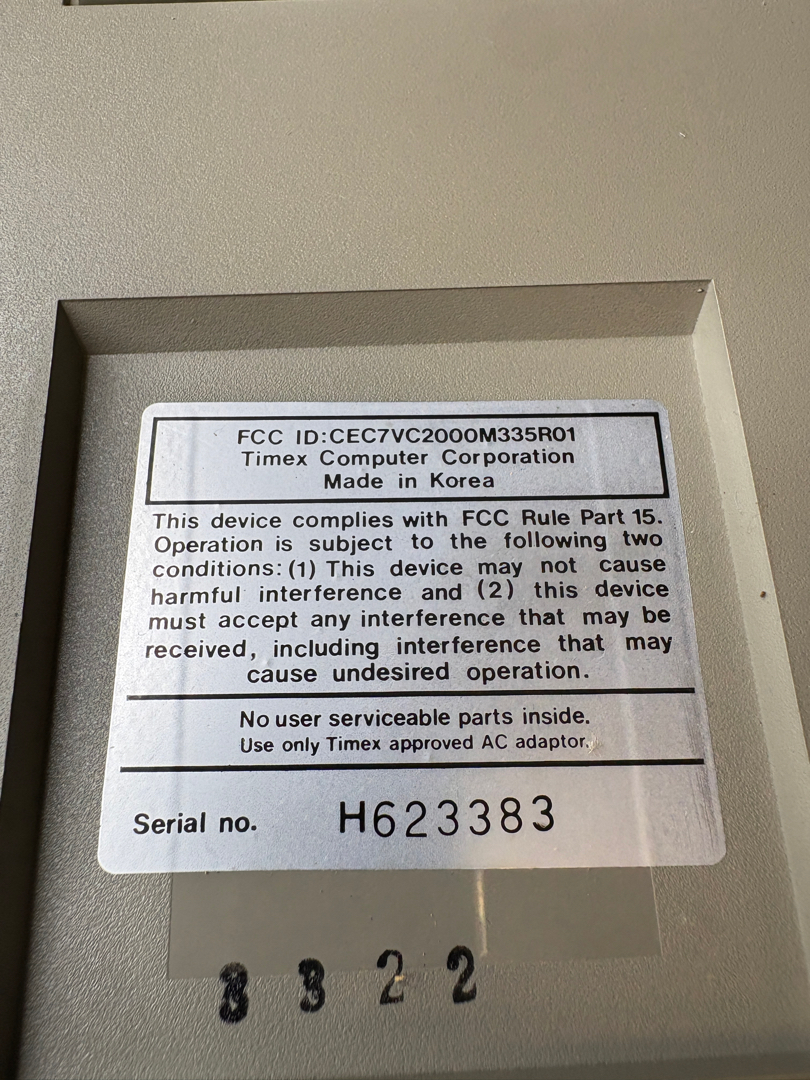 FCC ID:CEC7VC2000M335R01
Timex Computer Corporation
Made in Korea
This device complies with FCC Rule Part 15.
Operation is subject to the following two
conditions: (1) This device may not cause
harmful interference and (2) this device
must accept any interference that may be
received, including interference that may
cause undesired operation.
No user serviceable parts inside.
Use only Timex approved AC adaptor.
Serial no. H623383
3 3 2 2